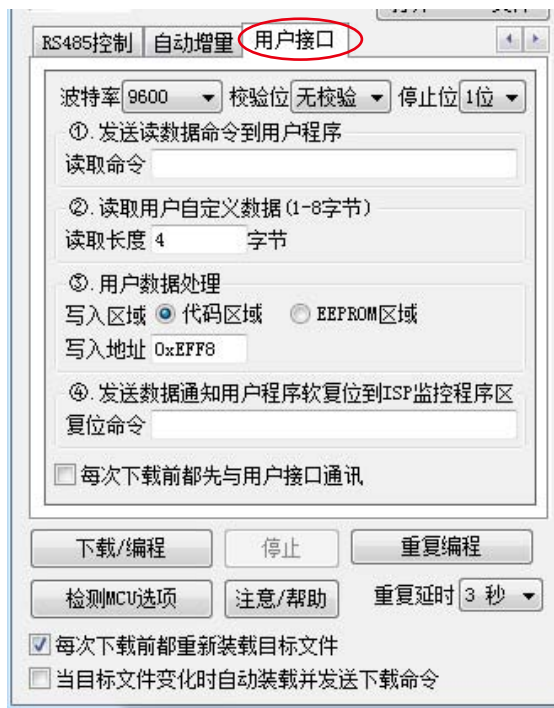 RS485控制 自动增量 用户接口
波特率 9600 校验位 无校验 停止位 1位
①. 发送读数据命令到用户程序
读取命令
②. 读取用户自定义数据(1-8字节)
读取长度 4 字节
③. 用户数据处理
写入区域 代码区域 EEPROM区域
写入地址 0xEFF8
④. 发送数据通知用户程序软复位到ISP监控程序区
复位命令
每次下载前都先与用户接口通讯
下载/编程 停止 重复编程
检测MCU选项 注意/帮助 重复延时 3 秒
每次下载前都重新装载目标文件
当目标文件变化时自动装载并发送下载命令